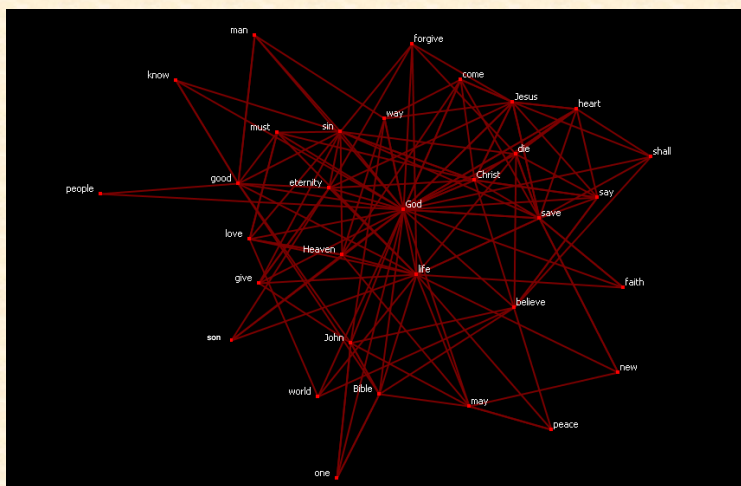 man
forgive
know
come
Jesus
heart
way
must
sin
die
shall
good
eternity
Christ
say
people
God
save
love
Heaven
life
give
faith
believe
son
John
new
world
Bible
may
peace
one